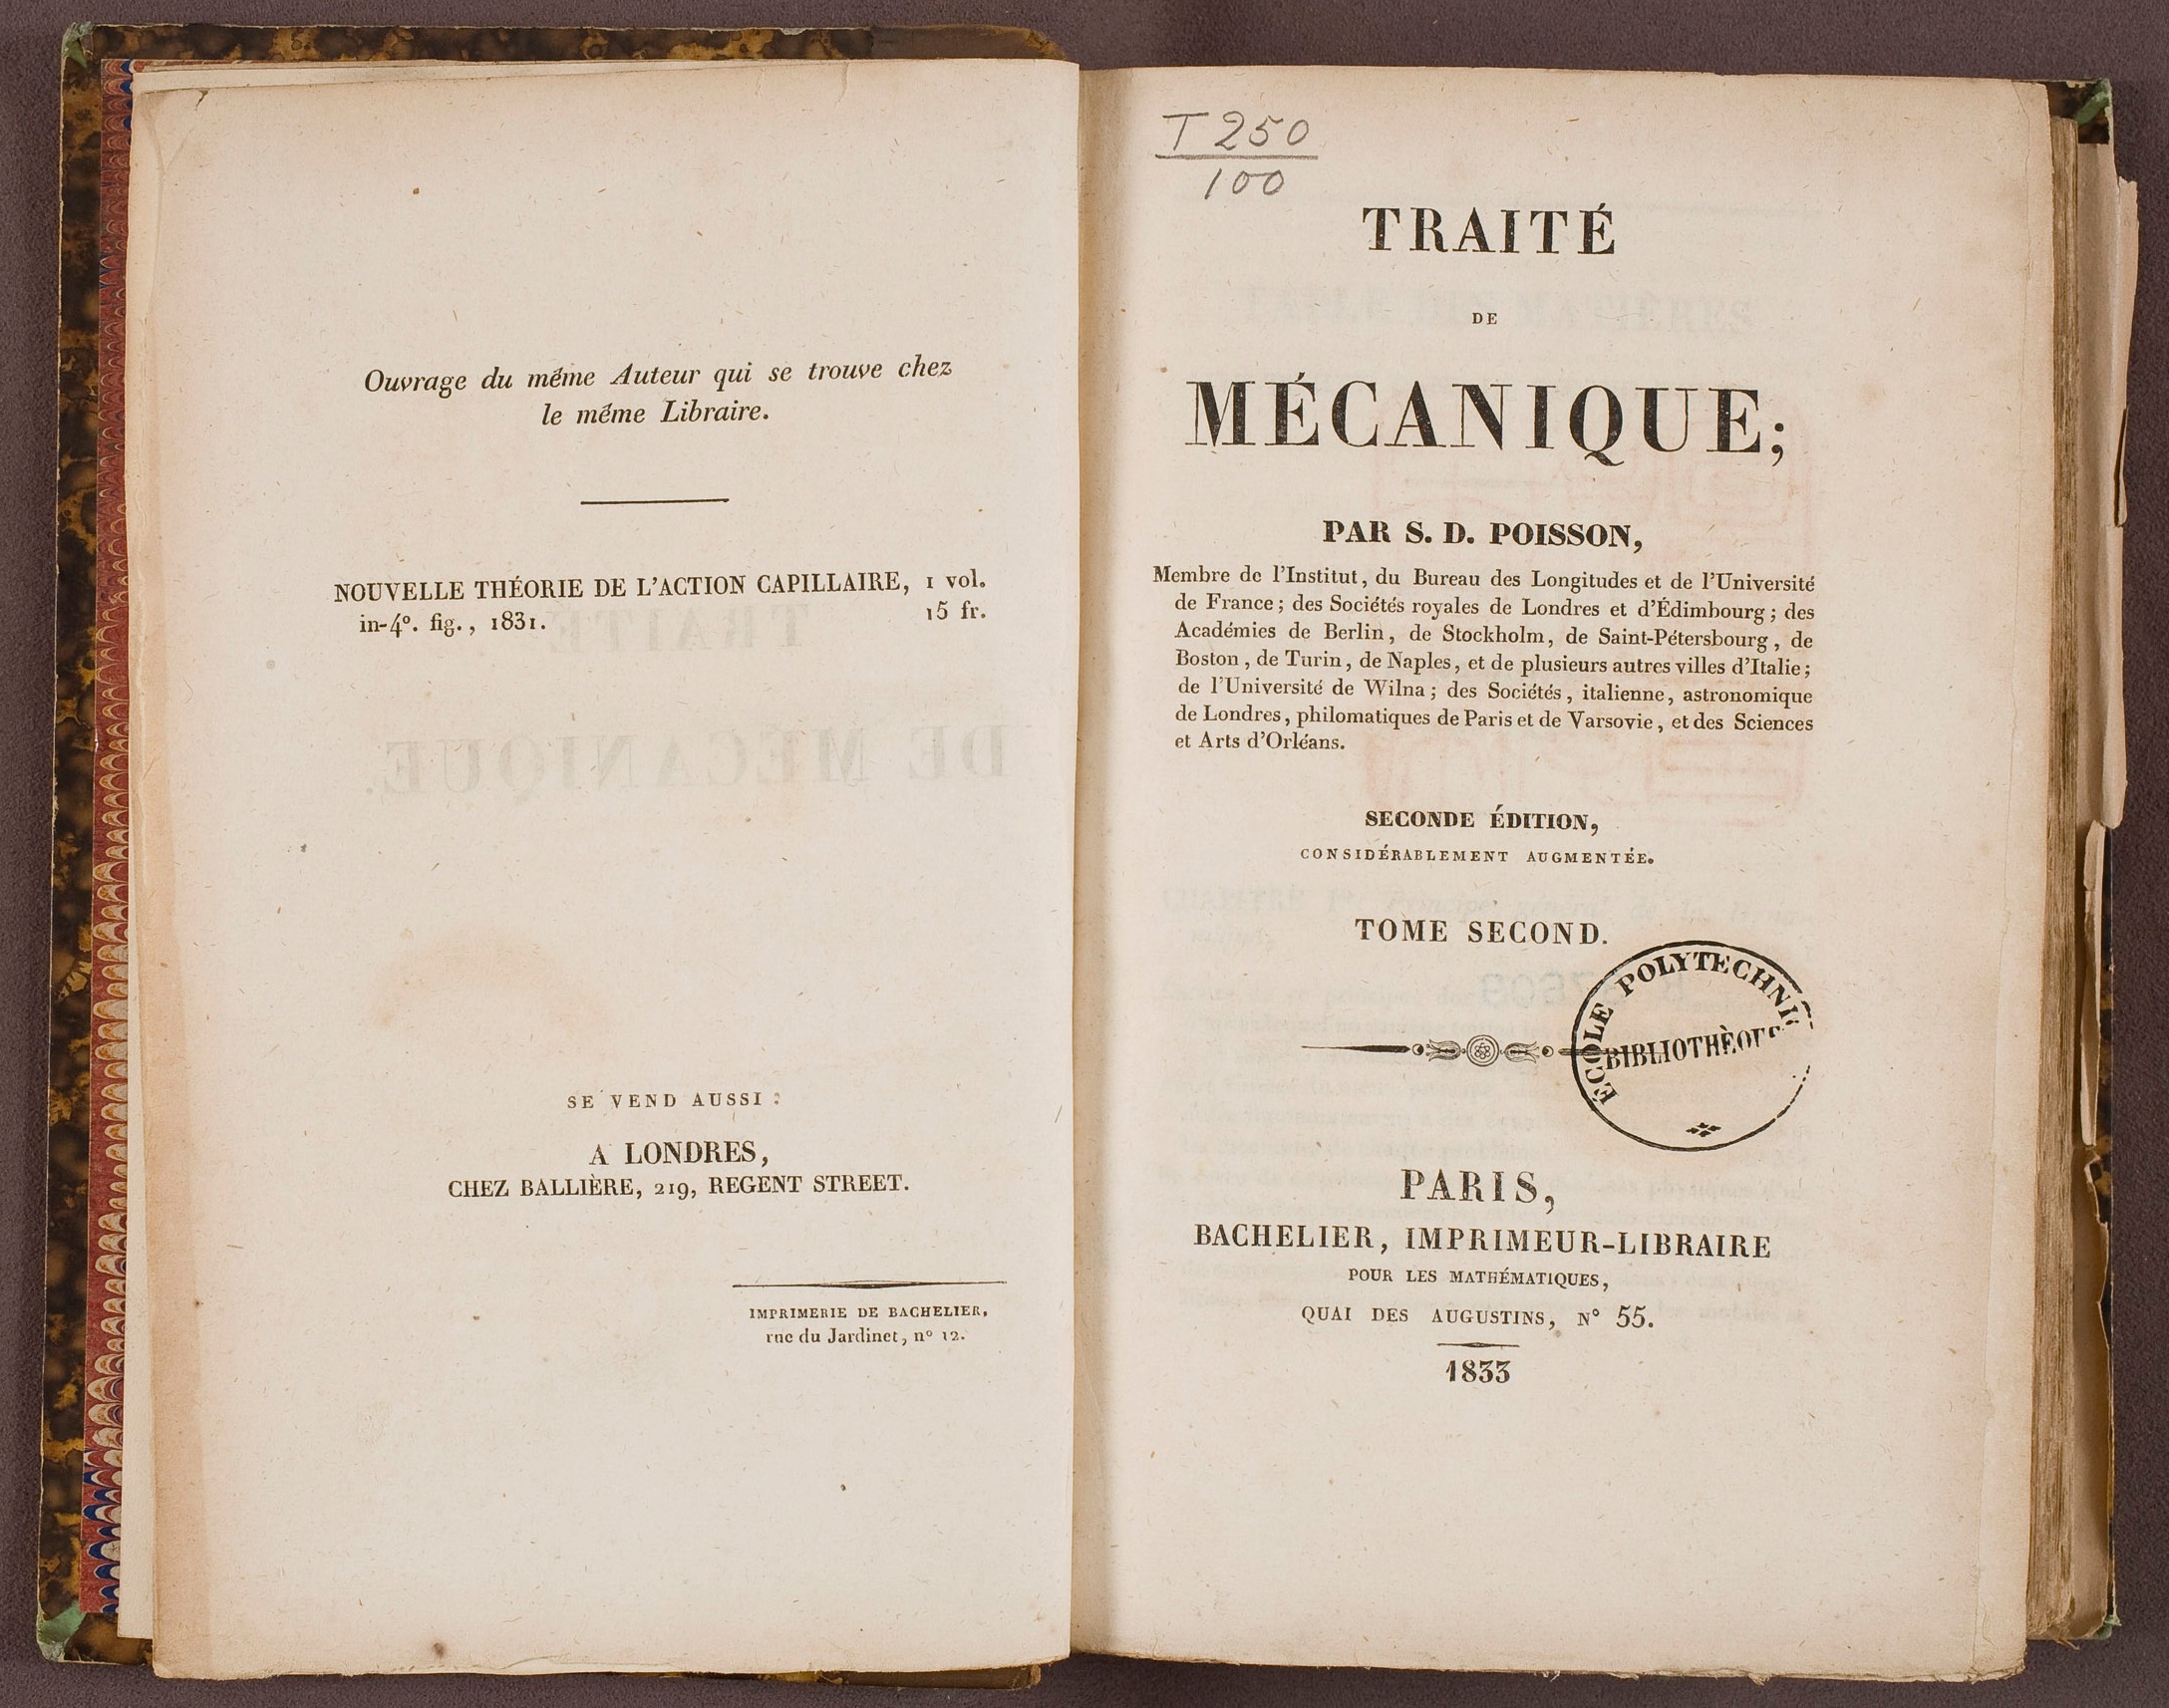 Ouvrage du même Auteur qui se trouve chez
le même Libraire.
NOUVELLE THÉORIE DE L'ACTION CAPILLAIRE, 1 vol.
in-4º. fig., 1831. 15 fr.
SE VEND AUSSI :
A LONDRES,
CHEZ BALLIÈRE, 219, REGENT STREET.
IMPRIMERIE DE BACHELIER,
rue du Jardinet, nº 12.
T 250
100
TRAITÉ
DE
MÉCANIQUE;
PAR S. D. POISSON,
Membre de l'Institut, du Bureau des Longitudes et de l'Université
de France; des Sociétés royales de Londres et d'Édimbourg; des
Académies de Berlin, de Stockholm, de Saint-Pétersbourg, de
Boston, de Turin, de Naples, et de plusieurs autres villes d'Italie;
de l'Université de Wilna; des Sociétés, italienne, astronomique
de Londres, philomatiques de Paris et de Varsovie, et des Sciences
et Arts d'Orléans.
SECONDE ÉDITION,
CONSIDÉRABLEMENT AUGMENTÉE.
TOME SECOND.
ÉCOLE POLYTECHNI
BIBLIOTHÈQUE
PARIS,
BACHELIER, IMPRIMEUR-LIBRAIRE
POUR LES MATHÉMATIQUES,
QUAI DES AUGUSTINS, Nº 55.
1833